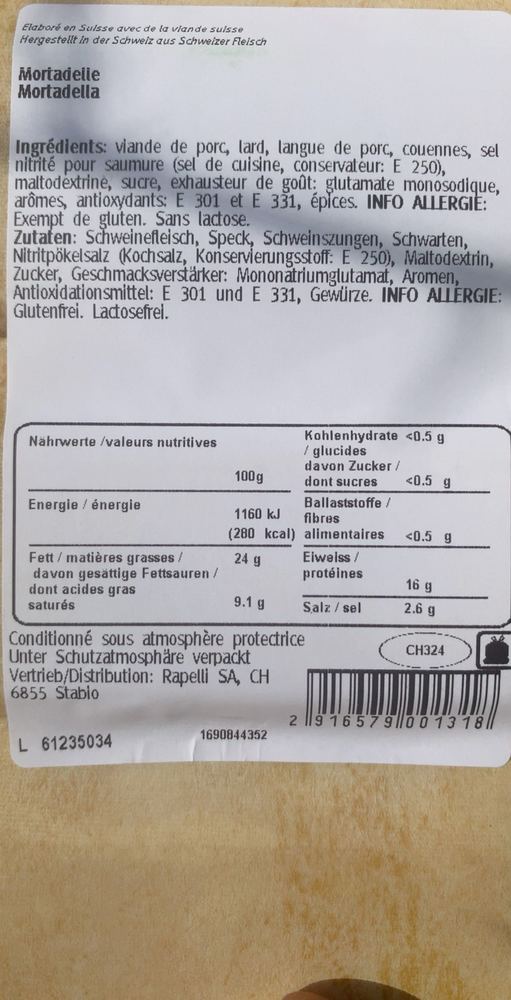 Elaboré en Suisse avec de la viande suisse
Hergestellt in der Schweiz aus Schweizer Fleisch
Mortadelle
Mortadella
Ingrédients: viande de porc, lard, langue de porc, couennes, sel
nitrité pour saumure (sel de cuisine, conservateur: E 250),
maltodextrine, sucre, exhausteur de goût: glutamate monosodique,
arômes, antioxydants: E 301 et E 331, épices. INFO ALLERGIE:
Exempt de gluten. Sans lactose.
Zutaten: Schweinefleisch, Speck, Schweinszungen, Schwarten,
Nitritpökelsalz (Kochsalz, Konservierungsstoff: E 250), Maltodextrin,
Zucker, Geschmacksverstärker: Mononatriumglutamat, Aromen,
Antioxidationsmittel: E 301 und E 331, Gewürze. INFO ALLERGIE:
Glutenfrei. Lactosefrei.
Nährwerte /valeurs nutritives
100g
Energie / énergie
1160 kJ
(280 kcal)
Fett / matières grasses / 24 g
davon gesättige Fettsauren /
dont acides gras
saturés 9.1 g
Kohlenhydrate <0.5 g
/ glucides
davon Zucker /
dont sucres <0.5 g
Ballaststoffe /
fibres
alimentaires <0.5 g
Eiweiss /
protéines
16 g
Salz / sel 2.6 g
Conditionné sous atmosphère protectrice
Unter Schutzatmosphäre verpackt
Vertrieb/Distribution: Rapelli SA, CH
6855 Stabio
CH324
2 916579 001318
L 61235034
1690844352